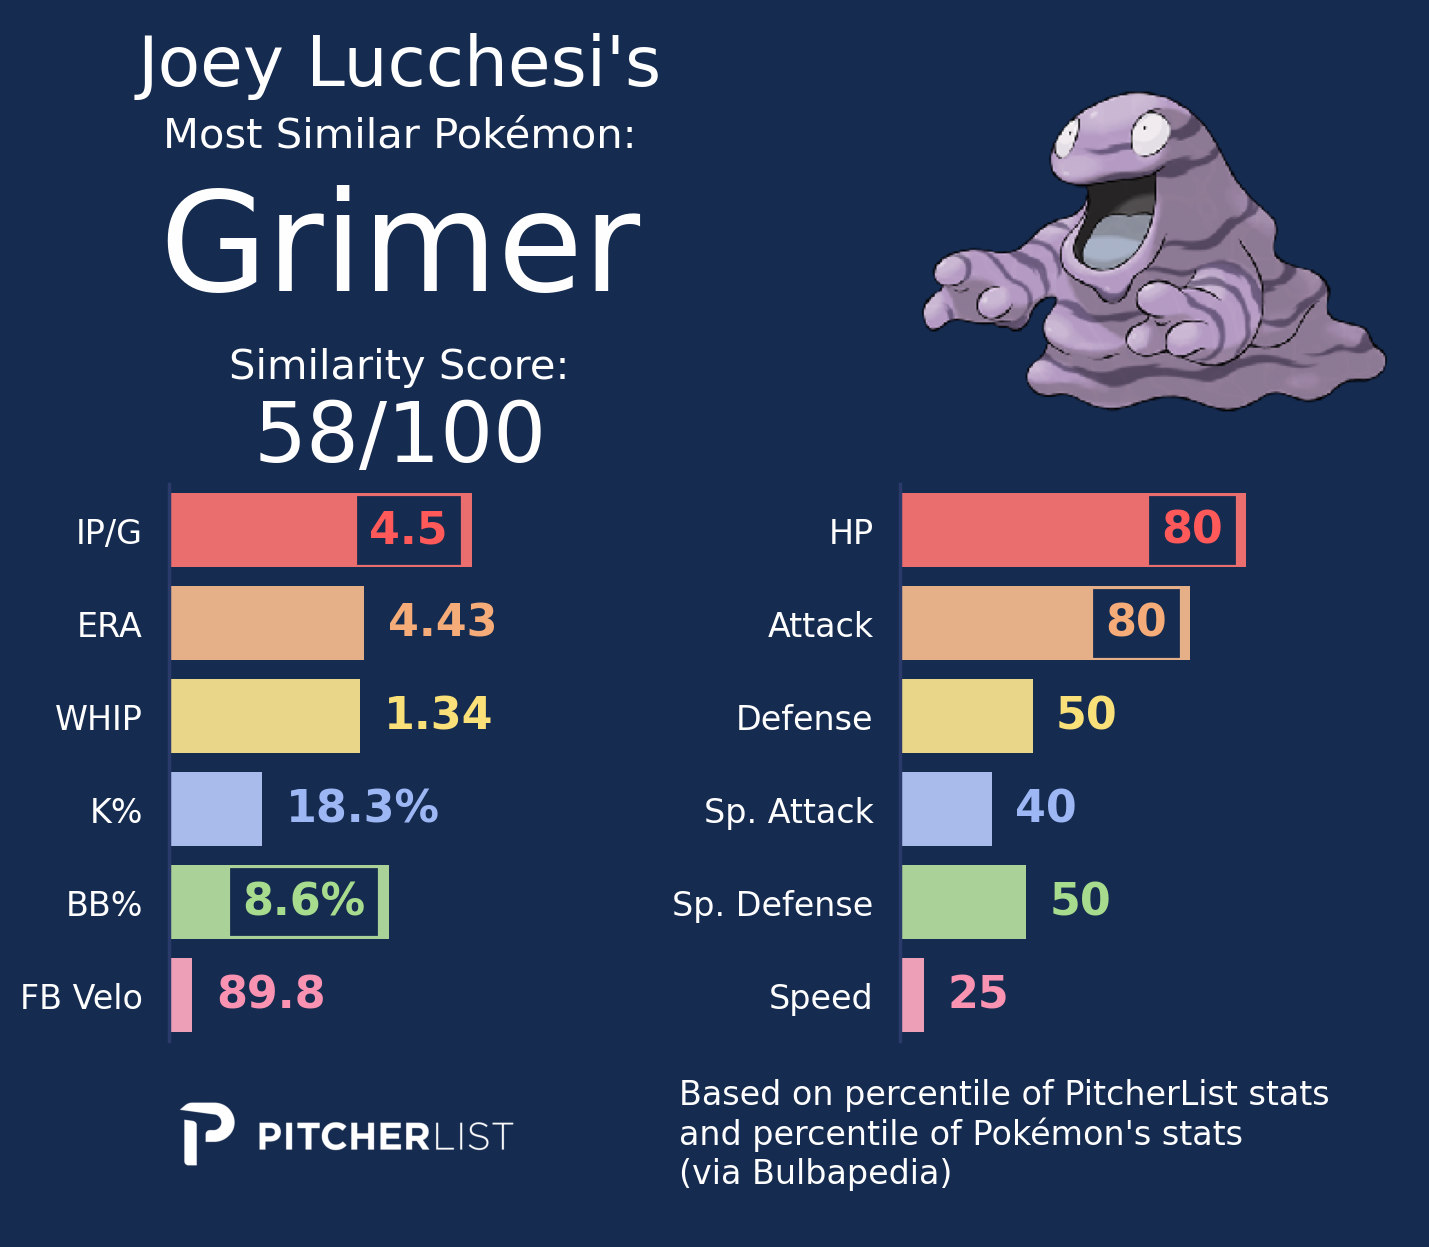 Joey Lucchesi's
Most Similar Pokémon:
Grimer
Similarity Score:
58/100
IP/G 4.5
ERA 4.43
WHIP 1.34
K% 18.3%
BB% 8.6%
FB Velo 89.8
HP 80
Attack 80
Defense 50
Sp. Attack 40
Sp. Defense 50
Speed 25
PITCHERLIST
Based on percentile of PitcherList stats
and percentile of Pokémon's stats
(via Bulbapedia)